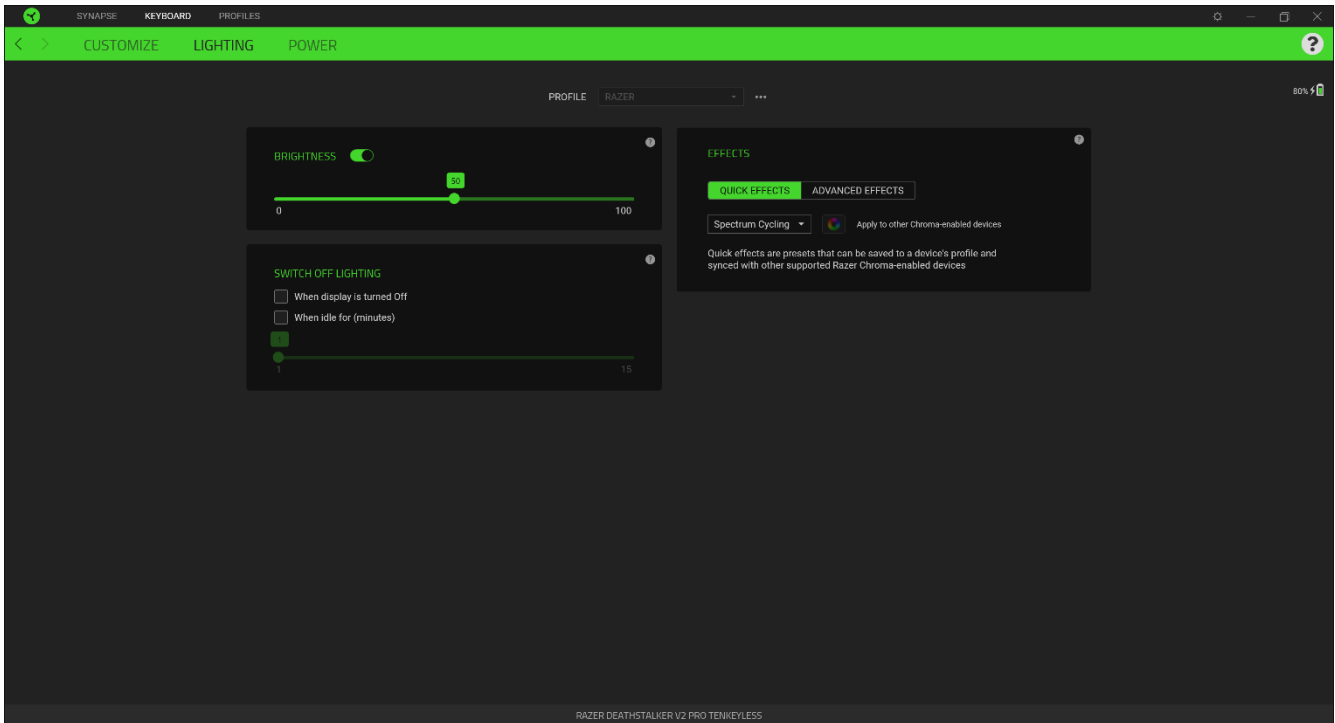 SYNAPSE KEYBOARD PROFILES
CUSTOMIZE LIGHTING POWER ?
PROFILE RAZER
80%
BRIGHTNESS
50
0 100
SWITCH OFF LIGHTING
When display is turned Off
When idle for (minutes)
1
1 15
EFFECTS
QUICK EFFECTS ADVANCED EFFECTS
Spectrum Cycling Apply to other Chroma-enabled devices
Quick effects are presets that can be saved to a device's profile and
synced with other supported Razer Chroma-enabled devices
RAZER DEATHSTALKER V2 PRO TENKEYLESS